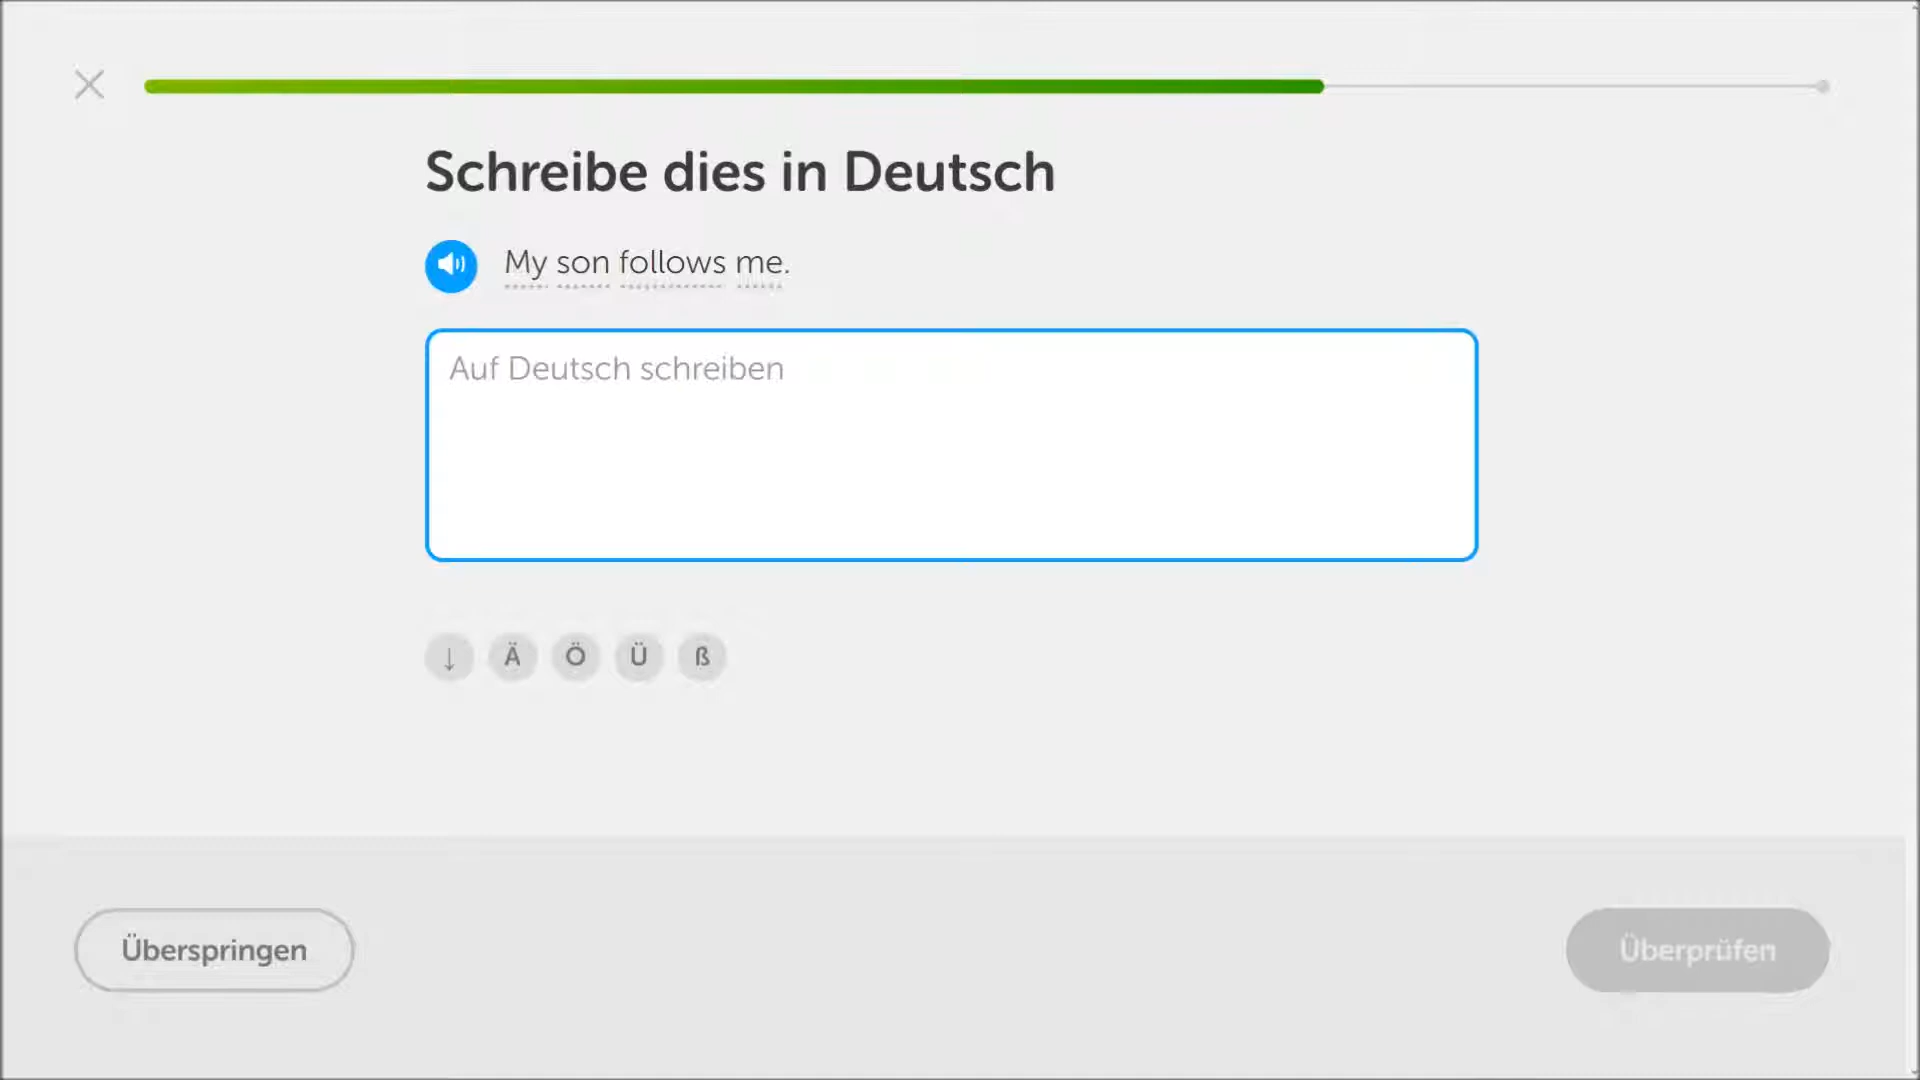 Schreibe dies in Deutsch
My son follows me.
Auf Deutsch schreiben
↓ Ä Ö Ü ß
Überspringen
Überprüfen